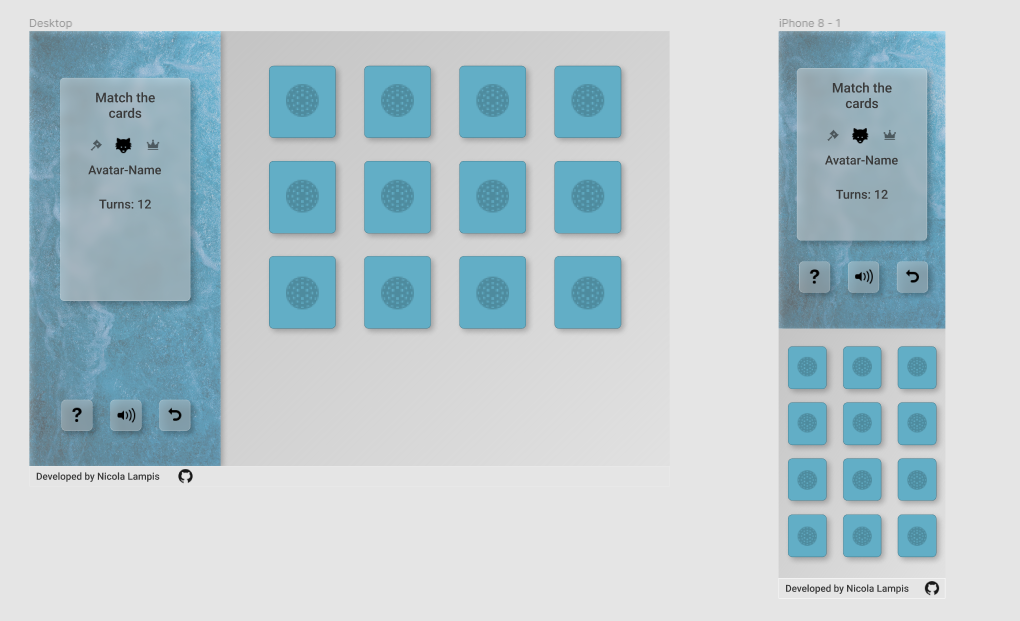 Desktop
Match the
cards
Avatar-Name
Turns: 12
?
Developed by Nicola Lampis
iPhone 8 - 1
Match the
cards
Avatar-Name
Turns: 12
?
Developed by Nicola Lampis